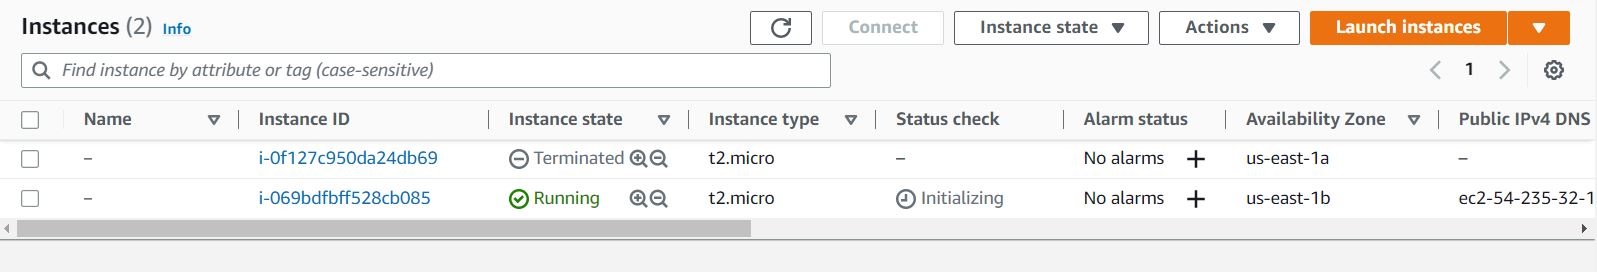 Instances (2) Info
Connect Instance state Actions Launch instances
Find instance by attribute or tag (case-sensitive)
1
Name Instance ID Instance state Instance type Status check Alarm status Availability Zone Public IPv4 DNS
– i-0f127c950da24db69 Terminated t2.micro – No alarms + us-east-1a –
– i-069bdfbff528cb085 Running t2.micro Initializing No alarms + us-east-1b ec2-54-235-32-1